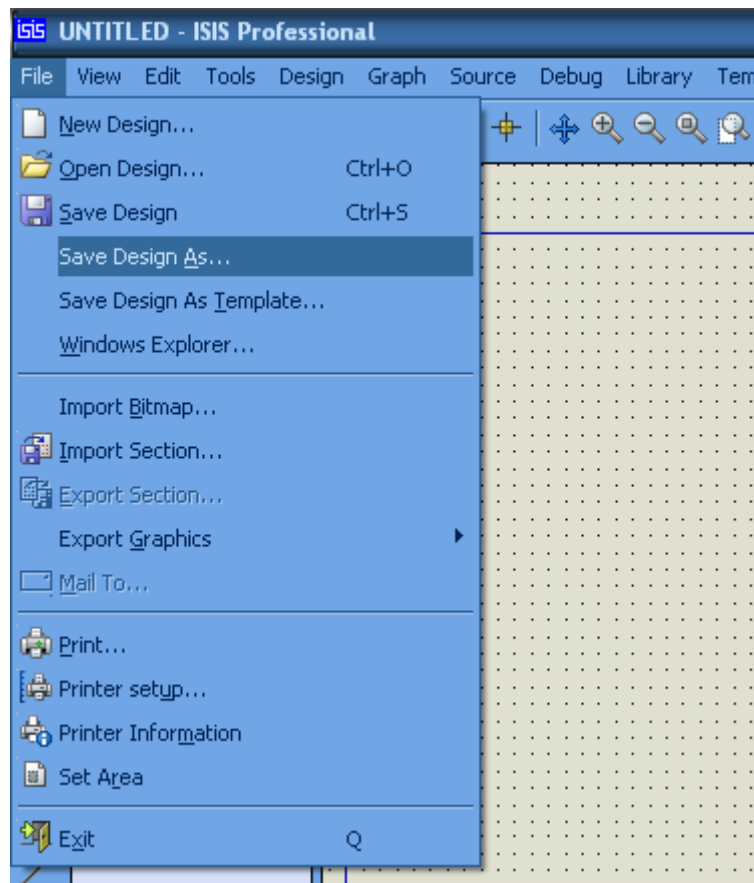 isis UNTITLED - ISIS Professional
File View Edit Tools Design Graph Source Debug Library Tem
New Design...
Open Design... Ctrl+O
Save Design Ctrl+S
Save Design As...
Save Design As Template...
Windows Explorer...
Import Bitmap...
Import Section...
Export Section...
Export Graphics
Mail To...
Print...
Printer setup...
Printer Information
Set Area
Exit Q